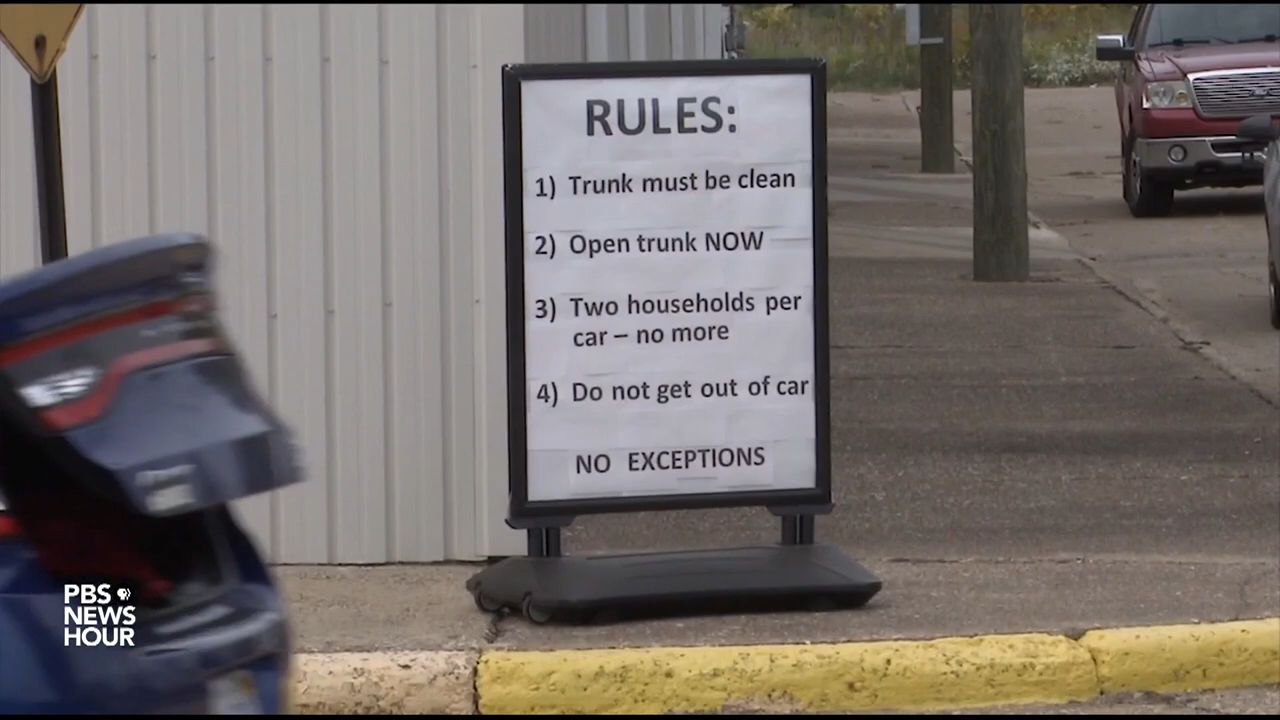 RULES:
1) Trunk must be clean
2) Open trunk NOW
3) Two households per
car – no more
4) Do not get out of car
NO EXCEPTIONS
PBS
NEWS
HOUR